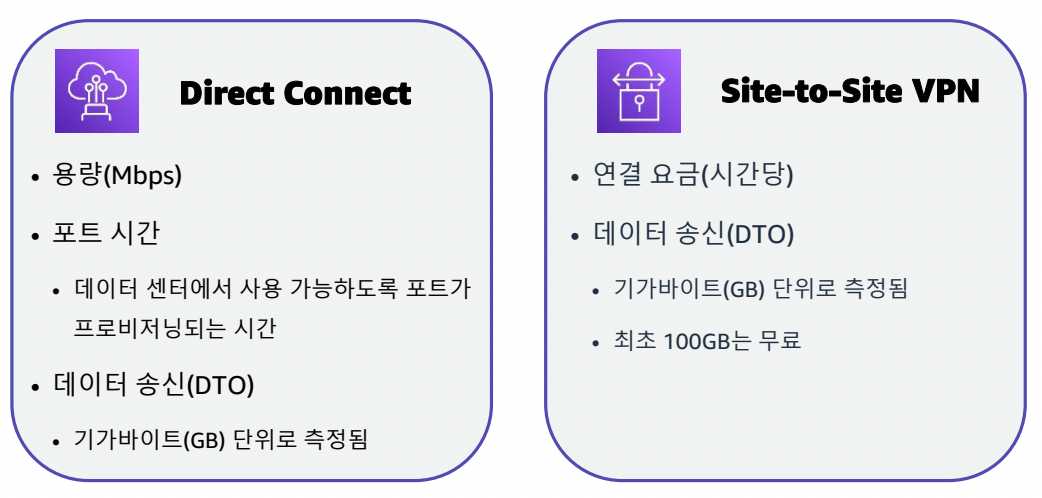 Direct Connect
• 용량(Mbps)
• 포트 시간
• 데이터 센터에서 사용 가능하도록 포트가
프로비저닝되는 시간
• 데이터 송신(DTO)
• 기가바이트(GB) 단위로 측정됨
Site-to-Site VPN
• 연결 요금(시간당)
• 데이터 송신(DTO)
• 기가바이트(GB) 단위로 측정됨
• 최초 100GB는 무료